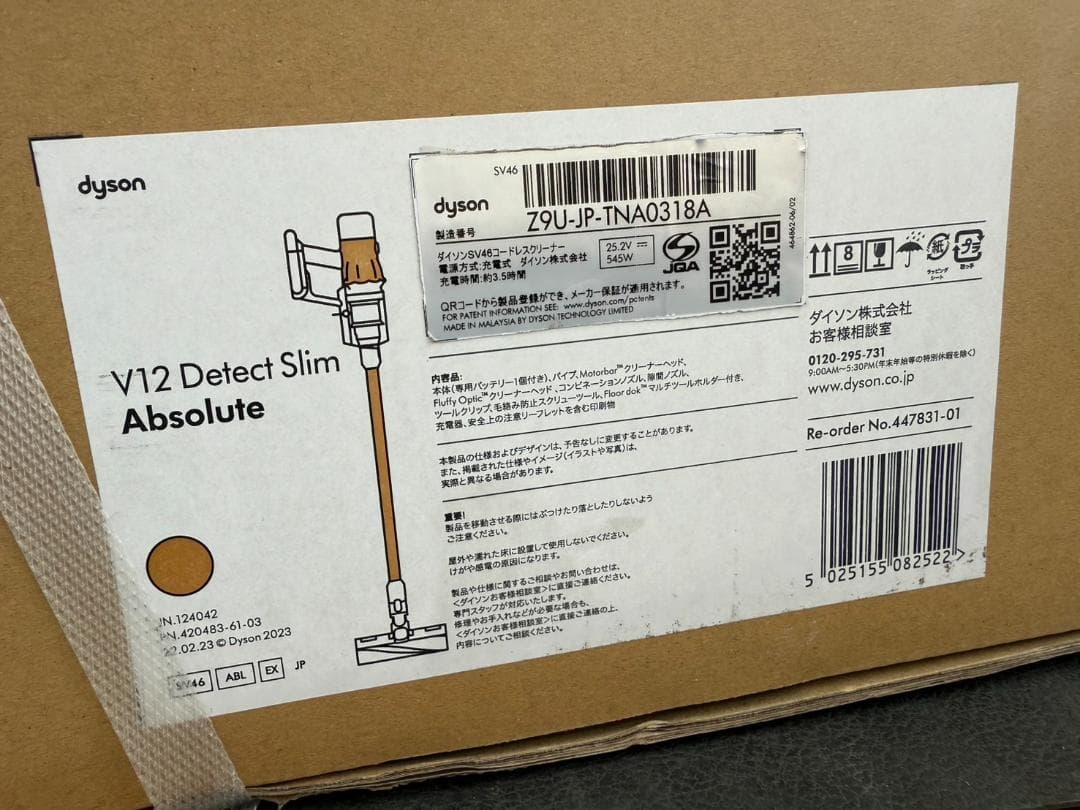 dyson
V12 Detect Slim
Absolute
JN.124042
PN.420483-61-03
22.02.23 © Dyson 2023
SV46 ABL EX JP
SV46
dyson
Z9U-JP-TNA0318A
製造番号
ダイソンSV46コードレスクリーナー
電源方式:充電式 ダイソン株式会社
充電時間:約3.5時間
25.2V ⎓
545W
JQA
464862-06/02
QRコードから製品登録ができ、メーカー保証が適用されます。
FOR PATENT INFORMATION SEE: www.dyson.com/patents
MADE IN MALAYSIA BY DYSON TECHNOLOGY LIMITED
内容品:
本体(専用バッテリー1個付き)、パイプ、Motorbar™クリーナーヘッド、
Fluffy Optic™クリーナーヘッド、コンビネーションノズル、隙間ノズル、
ツールクリップ、毛絡み防止スクリューツール、Floor dok™マルチツールホルダー付き、
充電器、安全上の注意リーフレットを含む印刷物
本製品の仕様およびデザインは、予告なしに変更することがあります。
また、掲載された仕様やイメージ(イラストや写真)は、
実際と異なる場合があります。
重要!
製品を移動させる際にはぶつけたり落としたりしないよう
ご注意ください。
屋外や濡れた床に設置して使用しないでください。
けがや感電の原因になります。
製品や仕様に関するご相談やお問い合わせは、
<ダイソンお客様相談室>に直接ご連絡ください。
専門スタッフが対応いたします。
修理やお手入れなどが必要な場合も、
<ダイソンお客様相談室>に直接ご連絡の上、
内容についてご相談ください。
8
紙
ラッピング
シート
取っ手
ダイソン株式会社
お客様相談室
0120-295-731
9:00AM~5:30PM(年末年始等の特別休暇を除く)
www.dyson.co.jp
Re-order No.447831-01
5 025155 082522 >